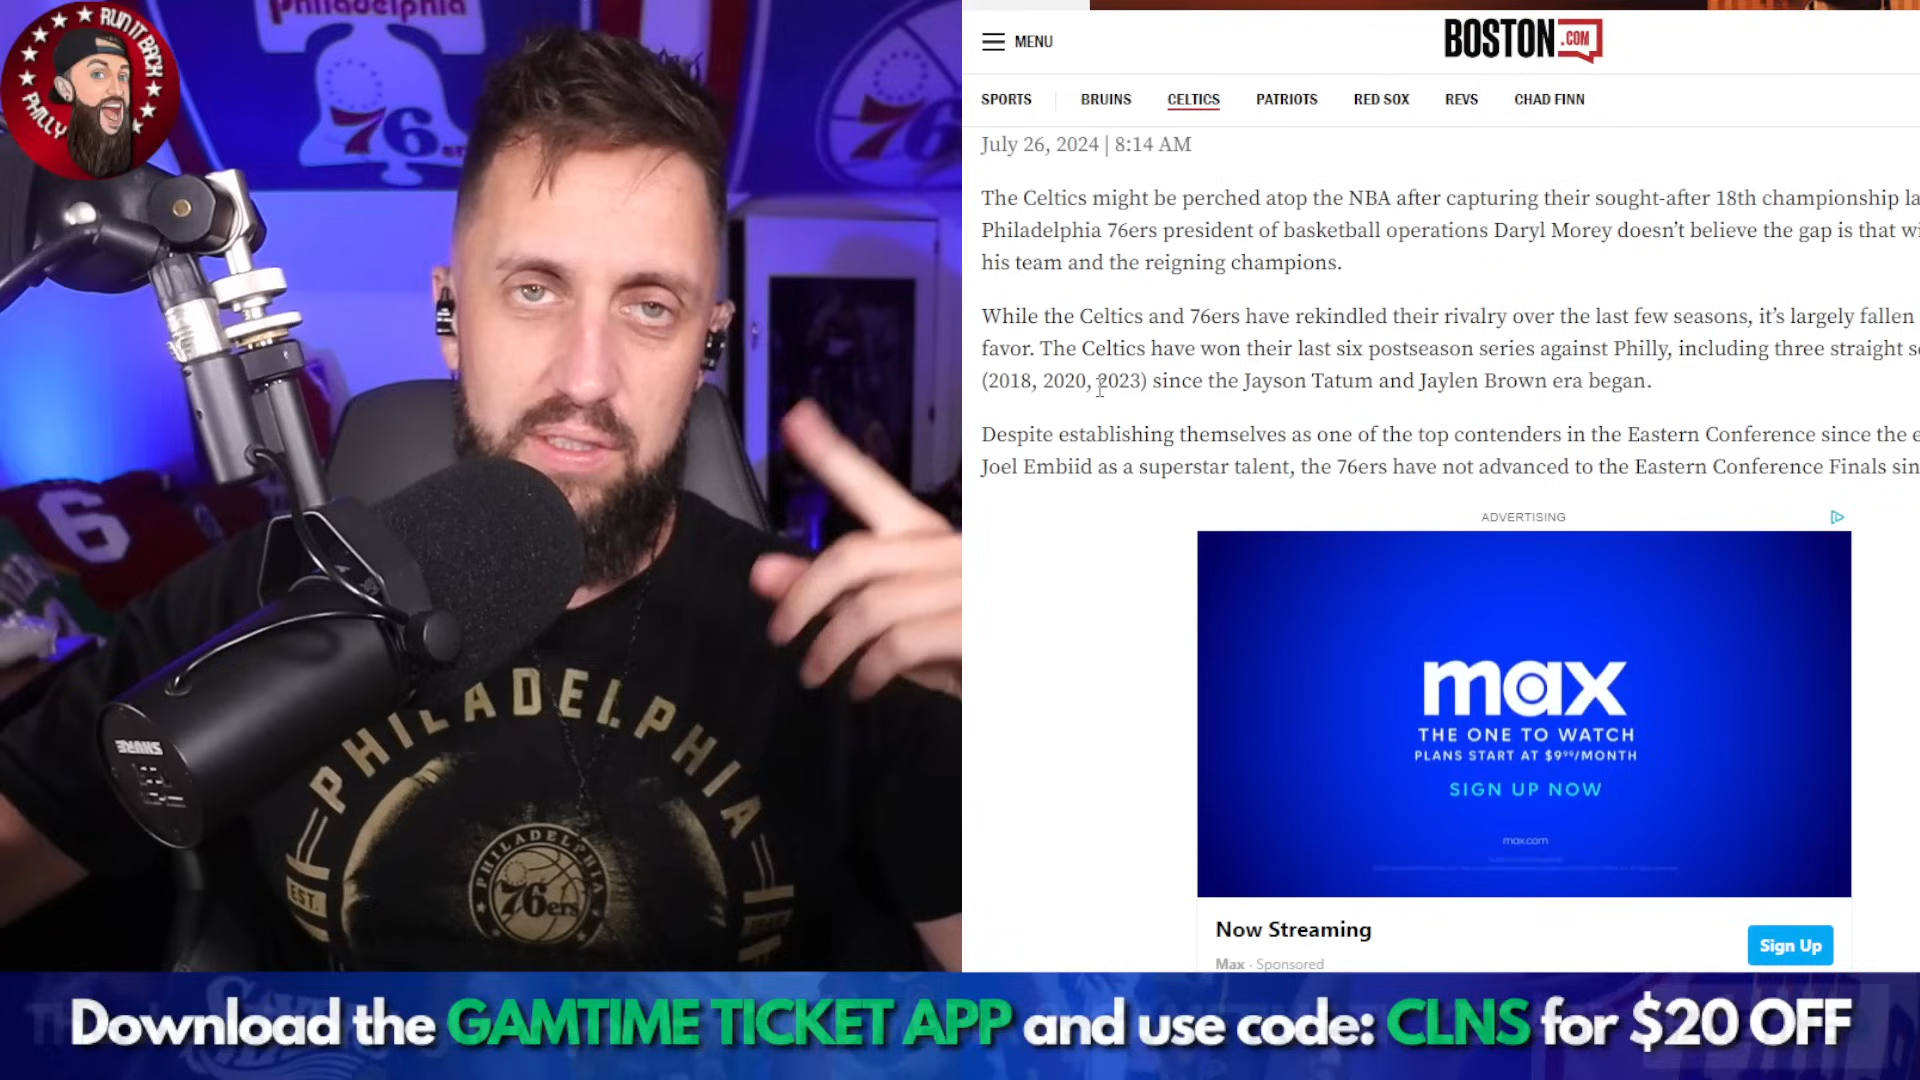 RUN IT BACK
PHILLY
Philadelphia
76ers
76
6
SHURE
PHILADELPHIA
PHILADELPHIA
76ers
EST.
MENU
BOSTON.COM
SPORTS BRUINS CELTICS PATRIOTS RED SOX REVS CHAD FINN
July 26, 2024 | 8:14 AM
The Celtics might be perched atop the NBA after capturing their sought-after 18th championship la
Philadelphia 76ers president of basketball operations Daryl Morey doesn’t believe the gap is that wi
his team and the reigning champions.
While the Celtics and 76ers have rekindled their rivalry over the last few seasons, it’s largely fallen
favor. The Celtics have won their last six postseason series against Philly, including three straight s
(2018, 2020, 2023) since the Jayson Tatum and Jaylen Brown era began.
Despite establishing themselves as one of the top contenders in the Eastern Conference since the e
Joel Embiid as a superstar talent, the 76ers have not advanced to the Eastern Conference Finals sin
ADVERTISING
max
THE ONE TO WATCH
PLANS START AT $9⁹⁹/MONTH
SIGN UP NOW
max.com
Now Streaming
Sign Up
Max · Sponsored
Download the GAMTIME TICKET APP and use code: CLNS for $20 OFF